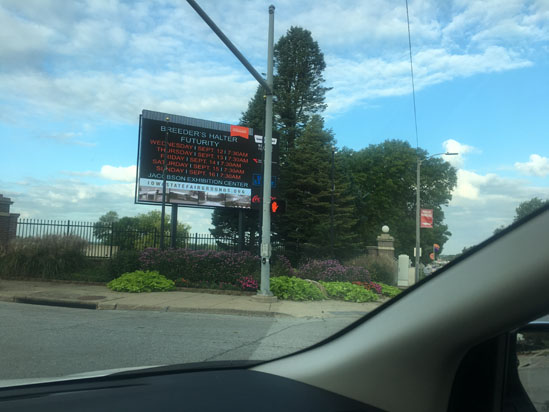 BREEDER'S HALTER
FUTURITY
WEDNESDAY | SEPT. 12 | 7:30AM
THURSDAY | SEPT. 13 | 7:30AM
FRIDAY | SEPT. 14 | 7:30AM
SATURDAY | SEPT. 15 | 7:30AM
SUNDAY | SEPT. 16 | 7:30AM
JACOBSON EXHIBITION CENTER
IOWASTATEFAIRGROUNDS.ORG